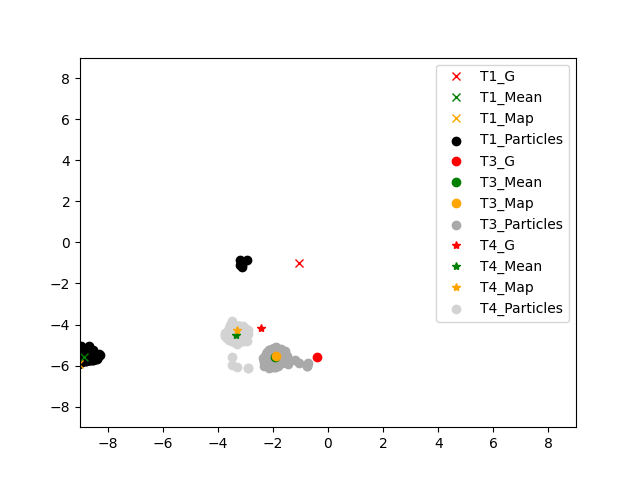 8
6
4
2
0
−2
−4
−6
−8
−8 −6 −4 −2 0 2 4 6 8
T1_G
T1_Mean
T1_Map
T1_Particles
T3_G
T3_Mean
T3_Map
T3_Particles
T4_G
T4_Mean
T4_Map
T4_Particles